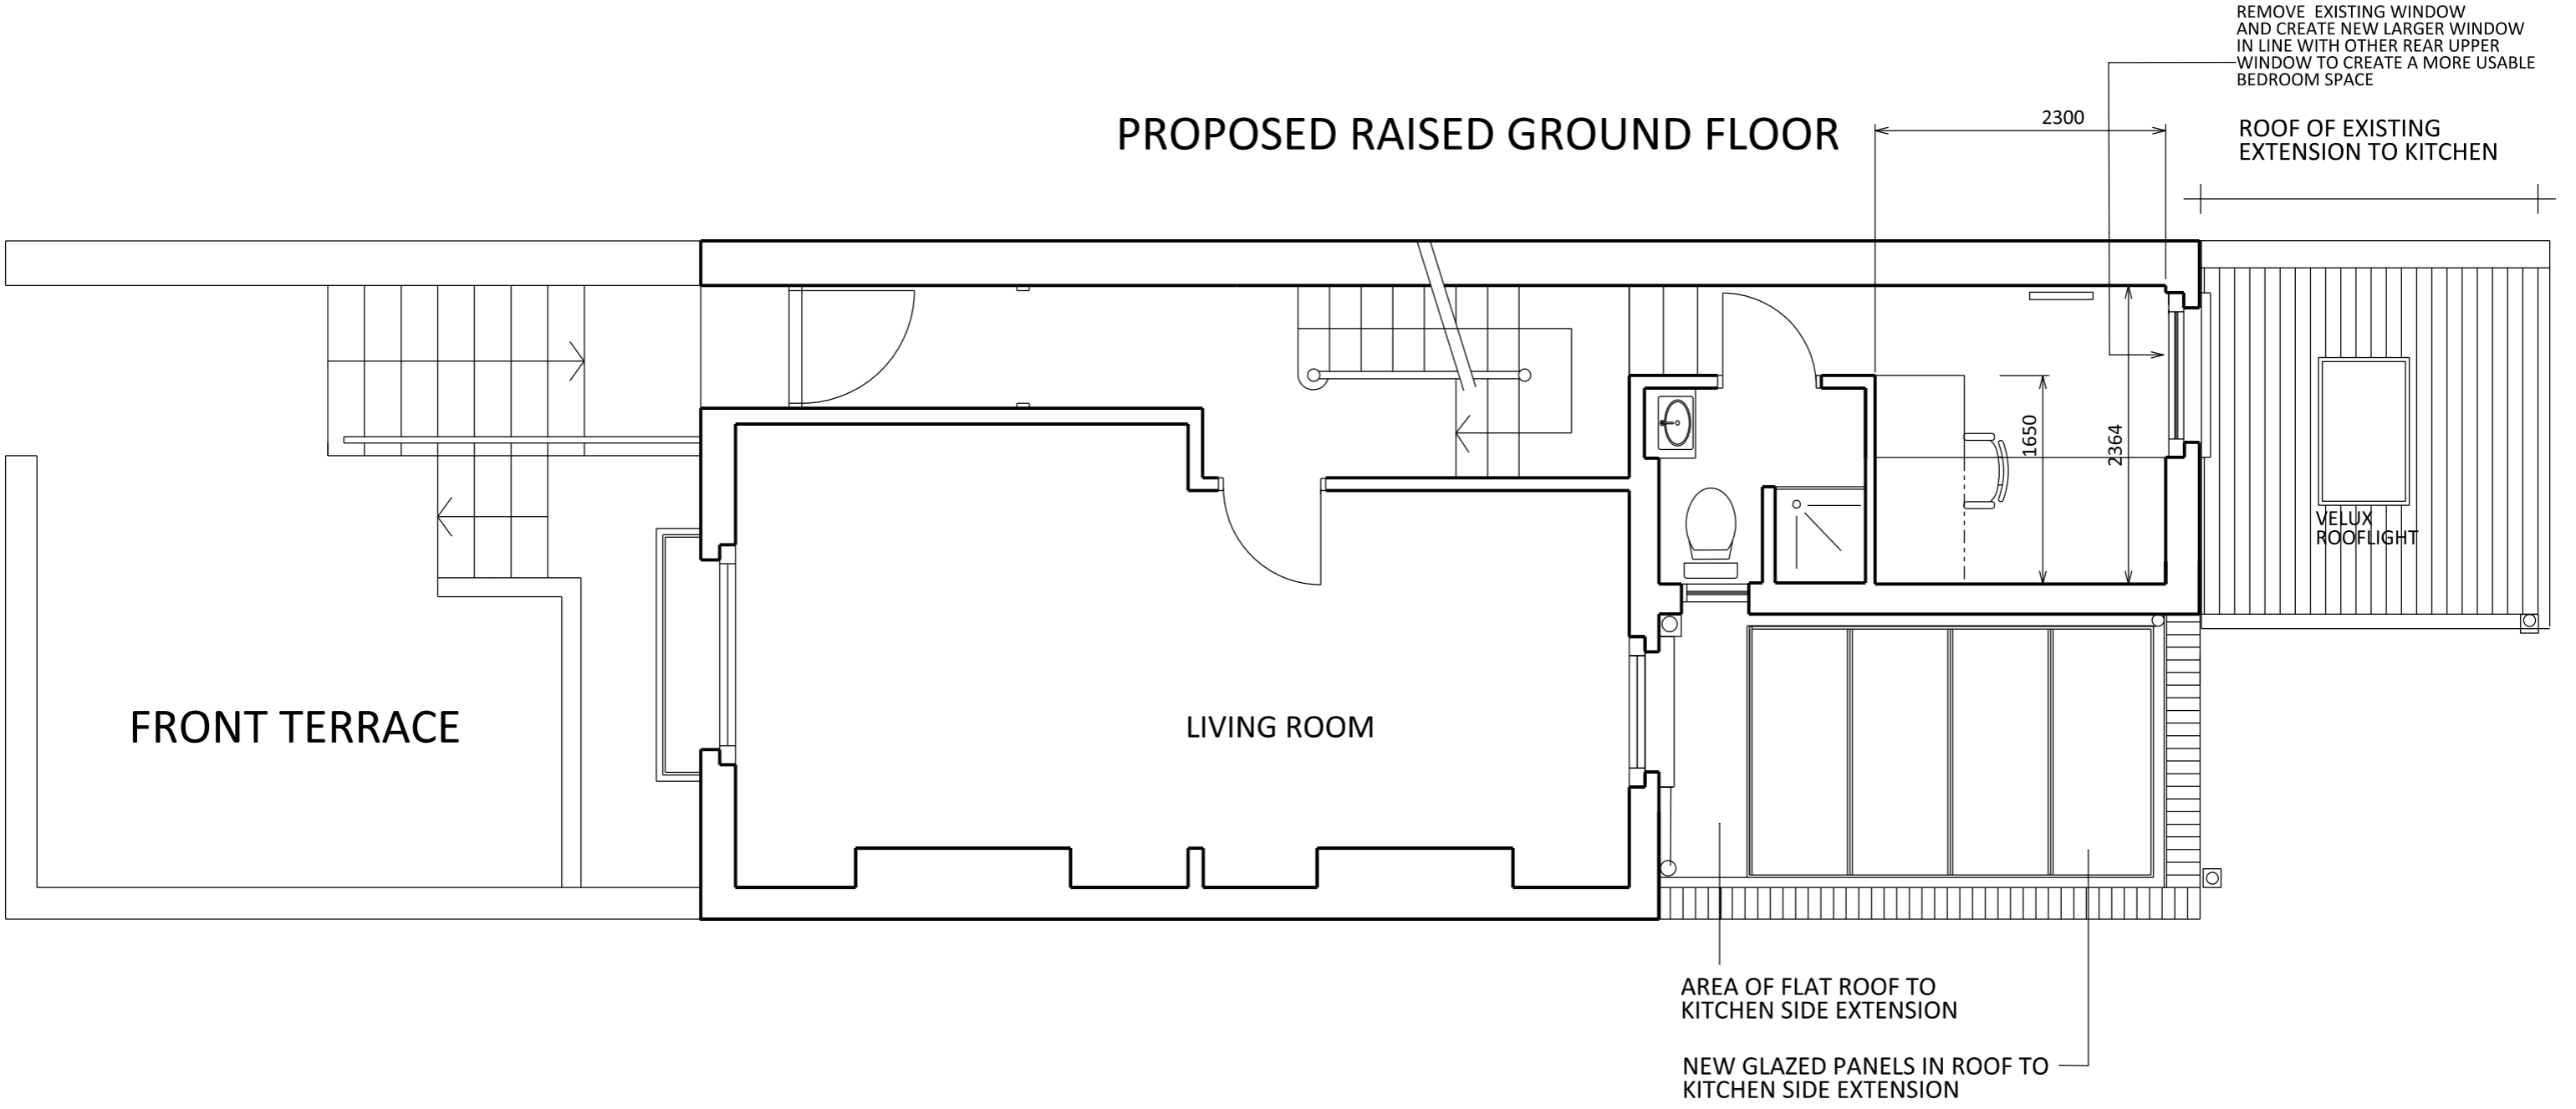 REMOVE EXISTING WINDOW
AND CREATE NEW LARGER WINDOW
IN LINE WITH OTHER REAR UPPER
WINDOW TO CREATE A MORE USABLE
BEDROOM SPACE
PROPOSED RAISED GROUND FLOOR
2300
ROOF OF EXISTING
EXTENSION TO KITCHEN
1650
2364
VELUX
ROOFLIGHT
FRONT TERRACE
LIVING ROOM
AREA OF FLAT ROOF TO
KITCHEN SIDE EXTENSION
NEW GLAZED PANELS IN ROOF TO
KITCHEN SIDE EXTENSION